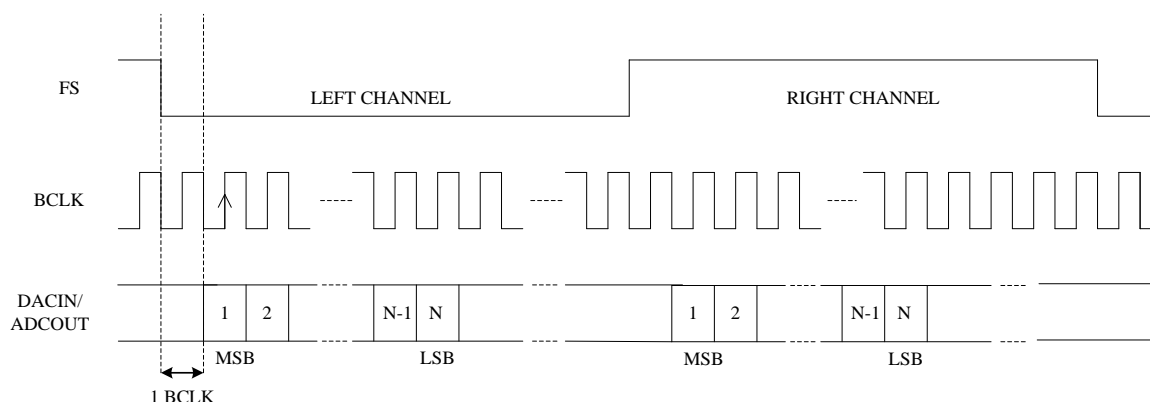 FS
LEFT CHANNEL
RIGHT CHANNEL
BCLK
DACIN/
ADCOUT
1
2
N-1
N
1
2
N-1
N
MSB
LSB
MSB
LSB
1 BCLK